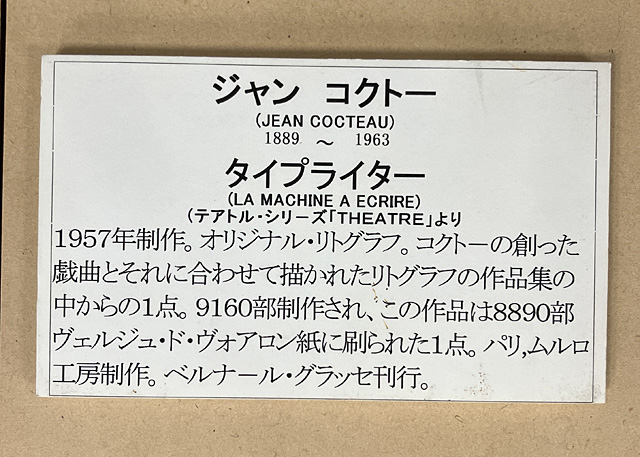 ジャン コクトー
(JEAN COCTEAU)
1889 ～ 1963
タイプライター
(LA MACHINE A ECRIRE)
(テアトル・シリーズ「THEATRE」より
1957年制作。オリジナル・リトグラフ。コクトーの創った
戯曲とそれに合わせて描かれたリトグラフの作品集の
中からの1点。9160部制作され、この作品は8890部
ヴェルジュ・ド・ヴォアロン紙に刷られた1点。パリ,ムルロ
工房制作。ベルナール・グラッセ刊行。